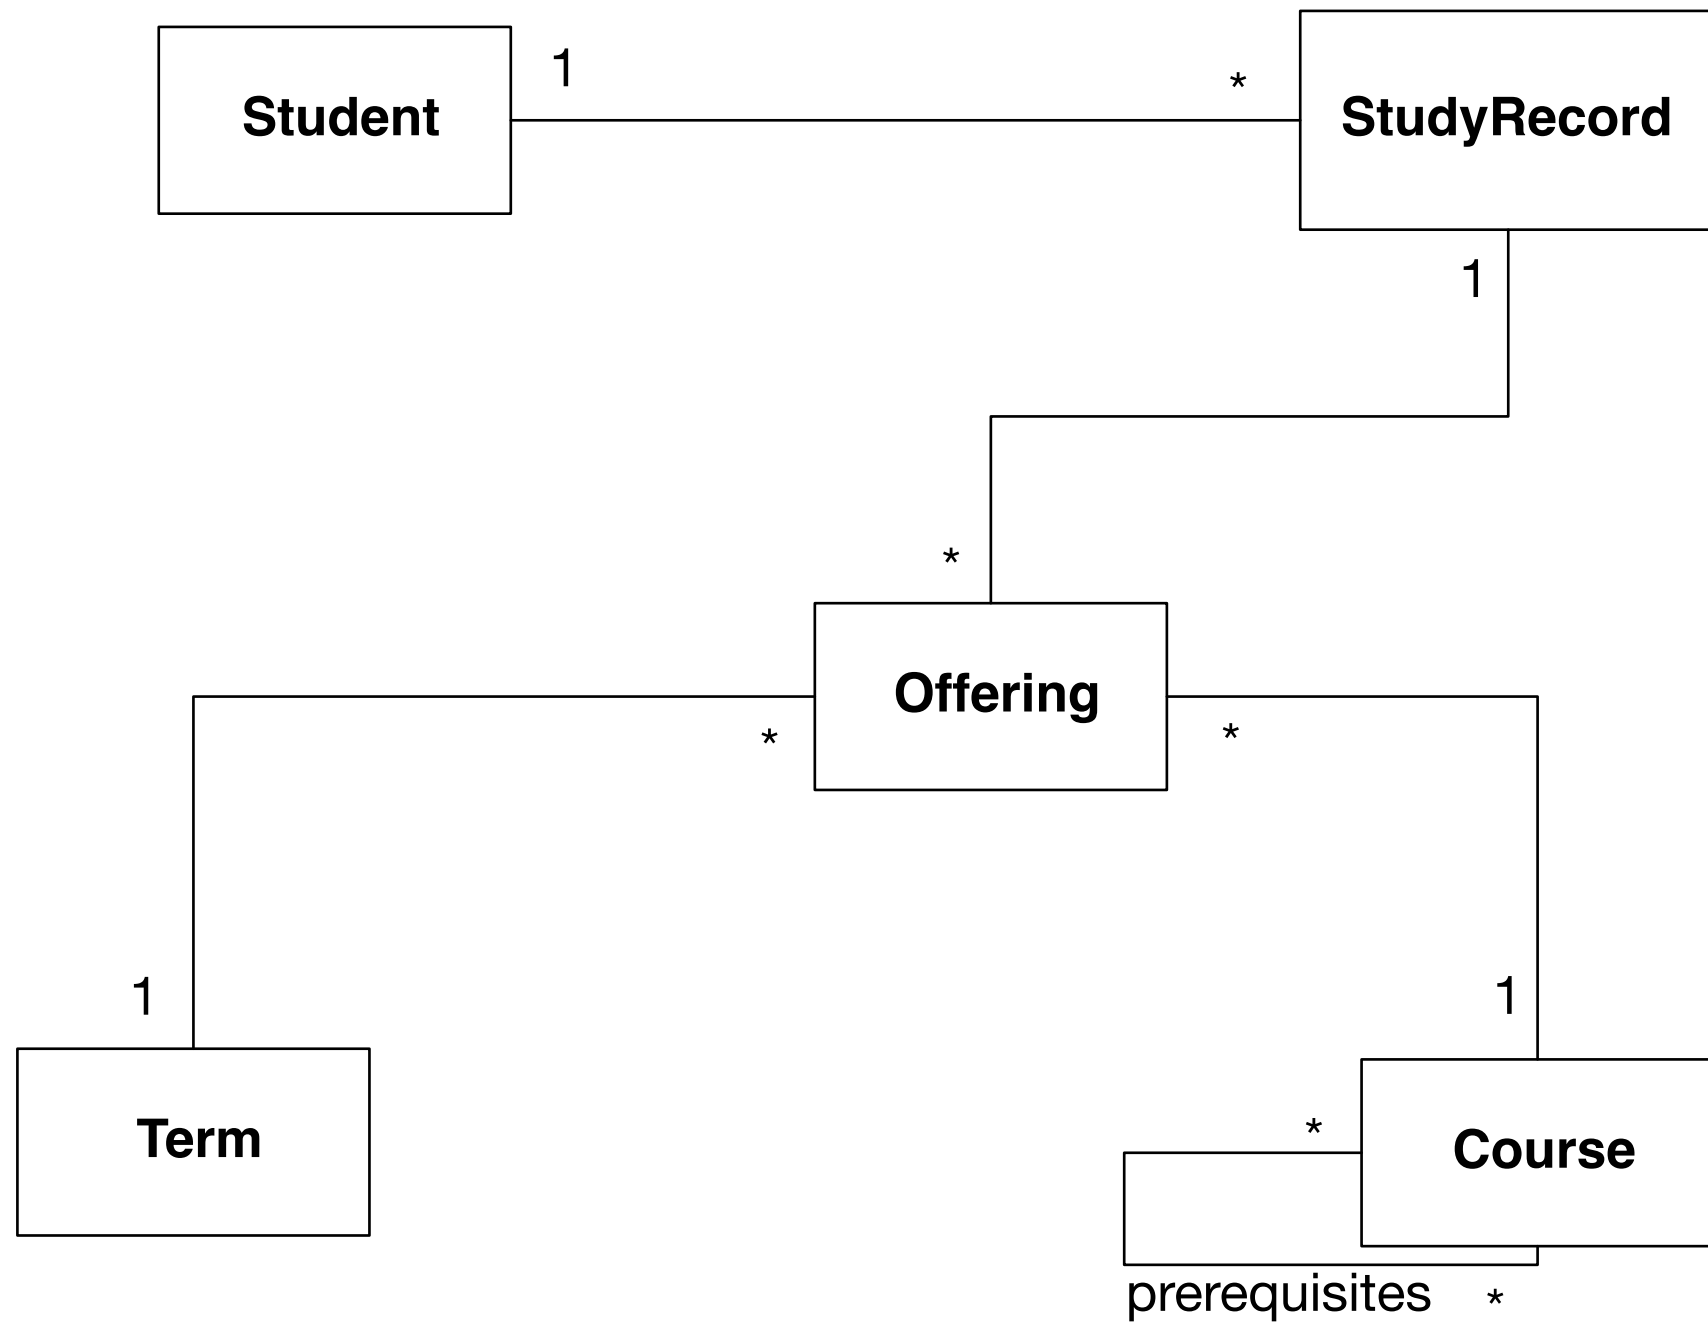 1
*
Student
StudyRecord
1
*
Offering
*
*
1
1
*
Term
Course
prerequisites *